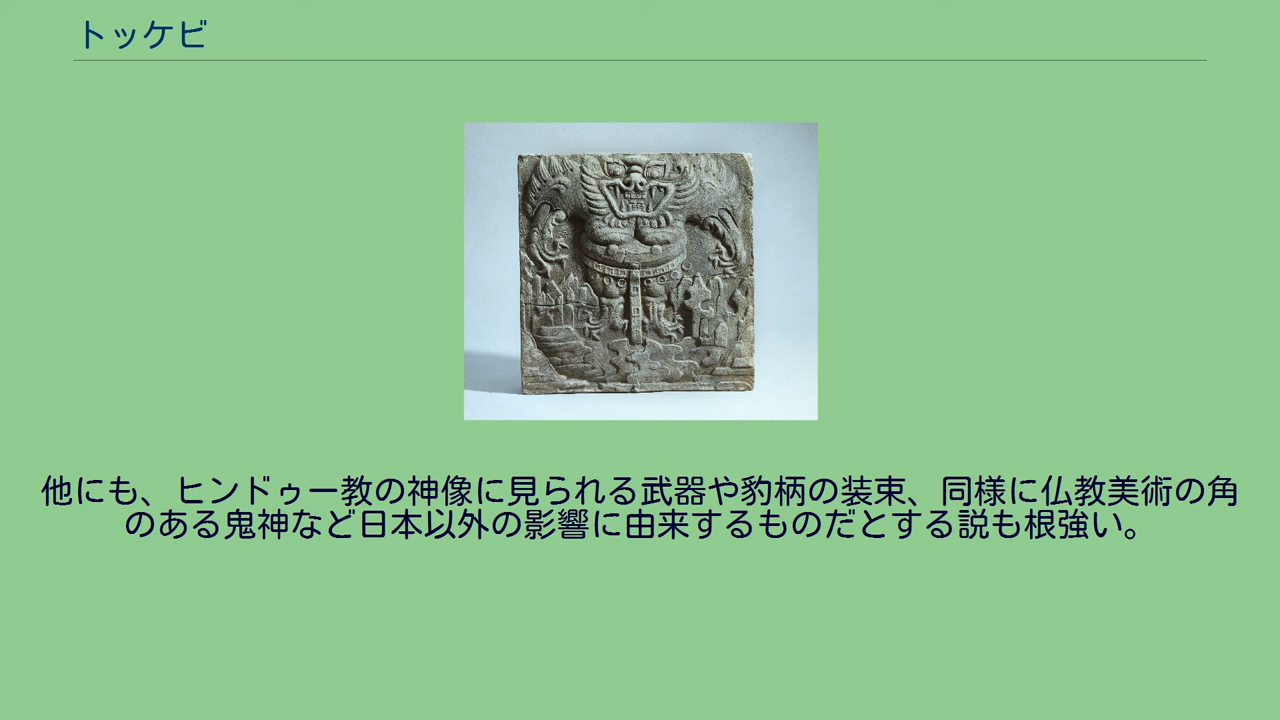 トッケビ
他にも、ヒンドゥー教の神像に見られる武器や豹柄の装束、同様に仏教美術の角
のある鬼神など日本以外の影響に由来するものだとする説も根強い。